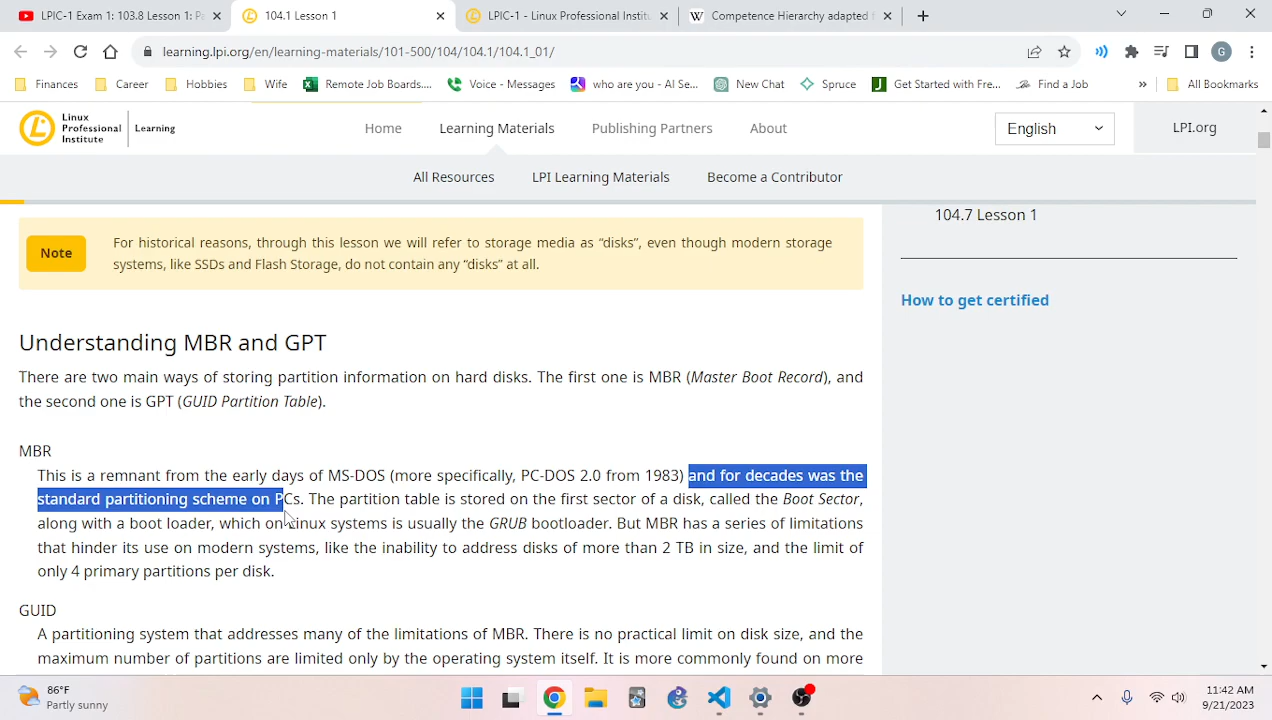 LPIC-1 Exam 1: 103.8 Lesson 1: Pa
104.1 Lesson 1
LPIC-1 - Linux Professional Institu
Competence Hierarchy adapted f
learning.lpi.org/en/learning-materials/101-500/104/104.1/104.1_01/
G
Finances
Career
Hobbies
Wife
Remote Job Boards....
Voice - Messages
who are you - AI Se...
New Chat
Spruce
Get Started with Fre...
Find a Job
»
All Bookmarks
Linux
Professional
Institute
Learning
Home
Learning Materials
Publishing Partners
About
English
LPI.org
All Resources
LPI Learning Materials
Become a Contributor
104.7 Lesson 1
How to get certified
Note
For historical reasons, through this lesson we will refer to storage media as “disks”, even though modern storage
systems, like SSDs and Flash Storage, do not contain any “disks” at all.
Understanding MBR and GPT
There are two main ways of storing partition information on hard disks. The first one is MBR (Master Boot Record), and
the second one is GPT (GUID Partition Table).
MBR
This is a remnant from the early days of MS-DOS (more specifically, PC-DOS 2.0 from 1983) and for decades was the
standard partitioning scheme on PCs. The partition table is stored on the first sector of a disk, called the Boot Sector,
along with a boot loader, which on Linux systems is usually the GRUB bootloader. But MBR has a series of limitations
that hinder its use on modern systems, like the inability to address disks of more than 2 TB in size, and the limit of
only 4 primary partitions per disk.
GUID
A partitioning system that addresses many of the limitations of MBR. There is no practical limit on disk size, and the
maximum number of partitions are limited only by the operating system itself. It is more commonly found on more
86°F
Partly sunny
11:42 AM
9/21/2023